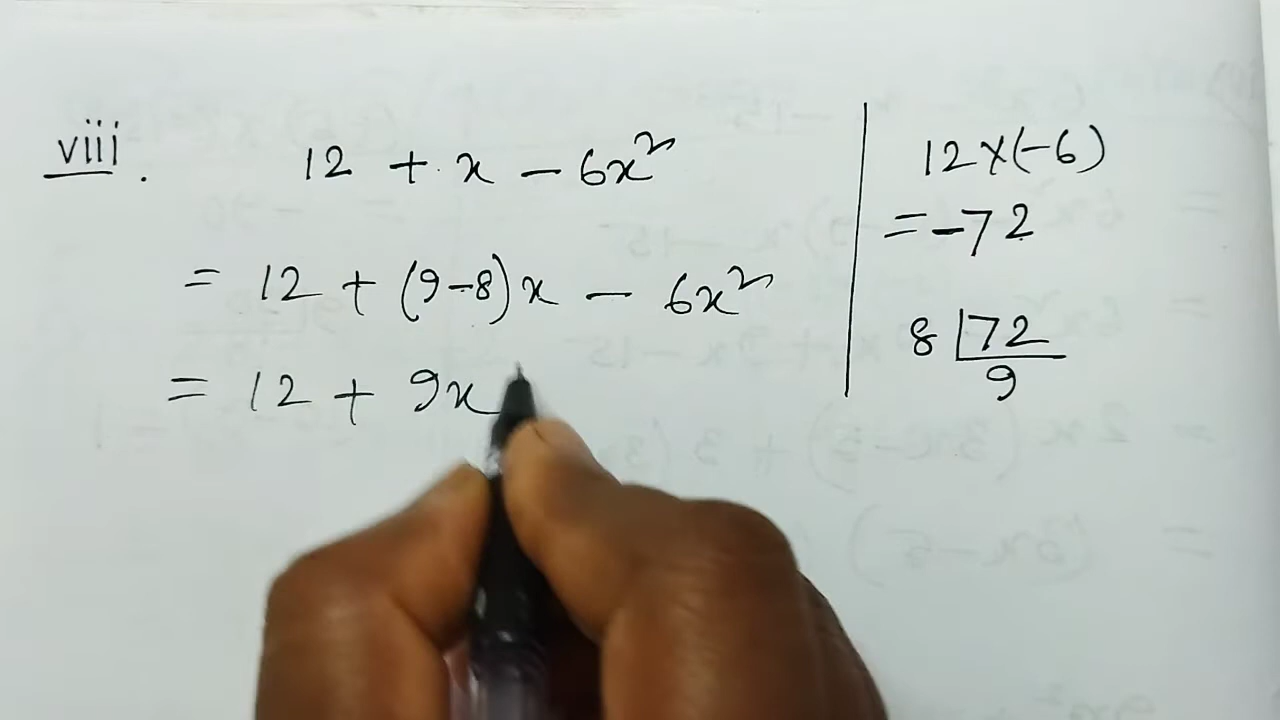 viii. 12 + x - 6x²
= 12 + (9-8)x - 6x²
= 12 + 9x
12×(-6)
= -72
8 | 72
9